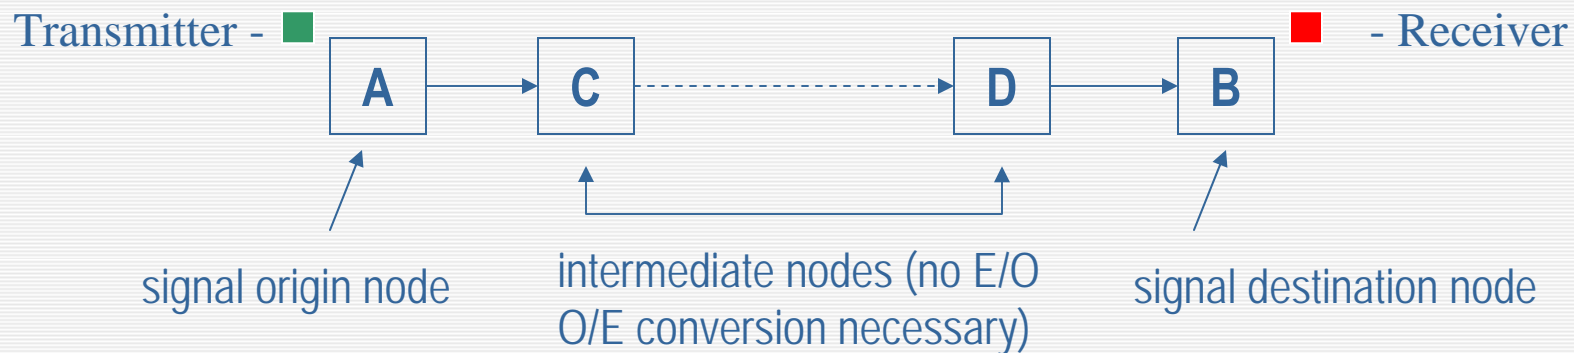 Transmitter -
- Receiver
A
C
D
B
signal origin node
intermediate nodes (no E/O
O/E conversion necessary)
signal destination node